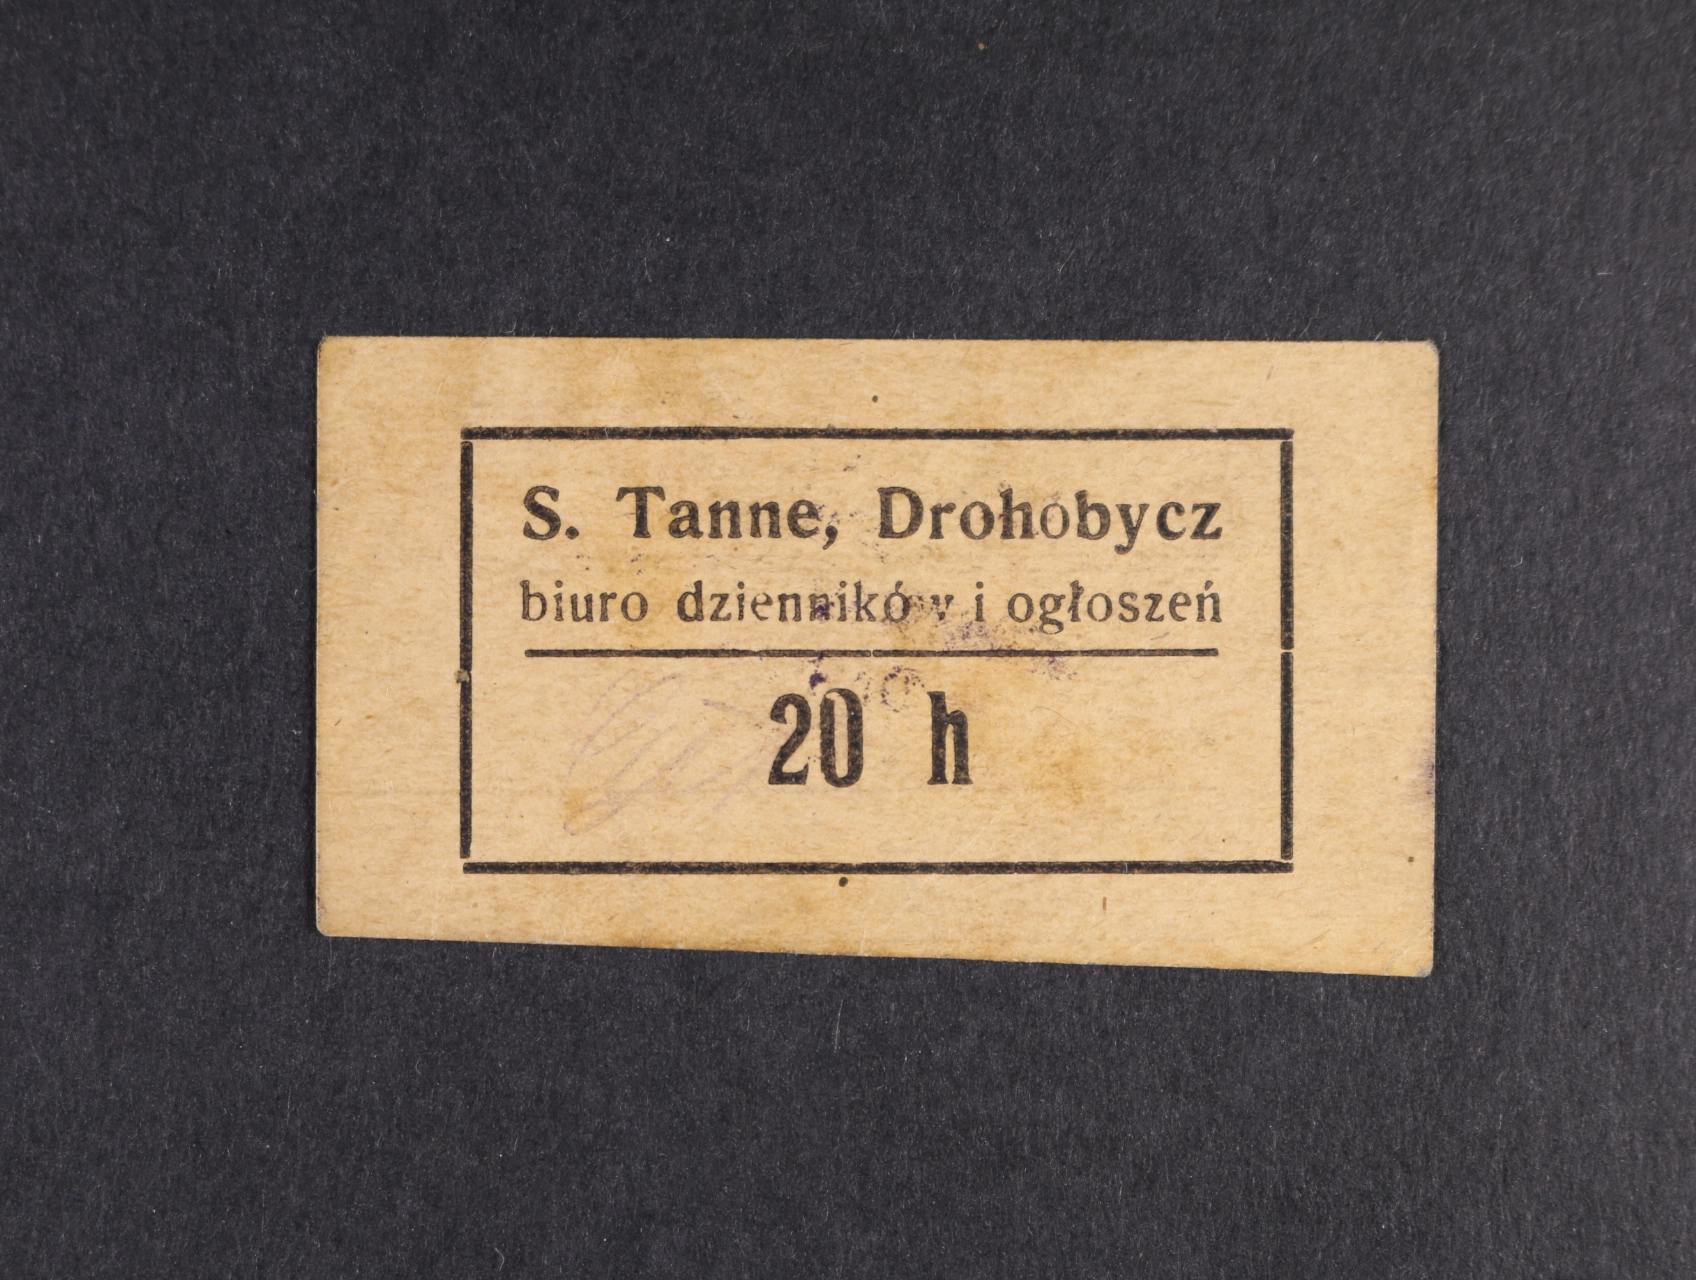 S. Tanne, Drohobycz
biuro dzienników i ogłoszeń
20 h